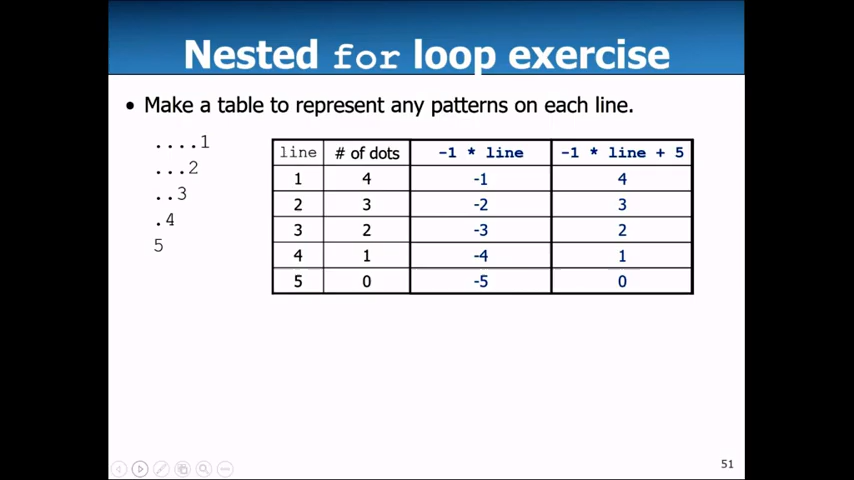 Nested for loop exercise
• Make a table to represent any patterns on each line.
....1
...2
..3
.4
5
line # of dots -1 * line -1 * line + 5
1 4 -1 4
2 3 -2 3
3 2 -3 2
4 1 -4 1
5 0 -5 0
51